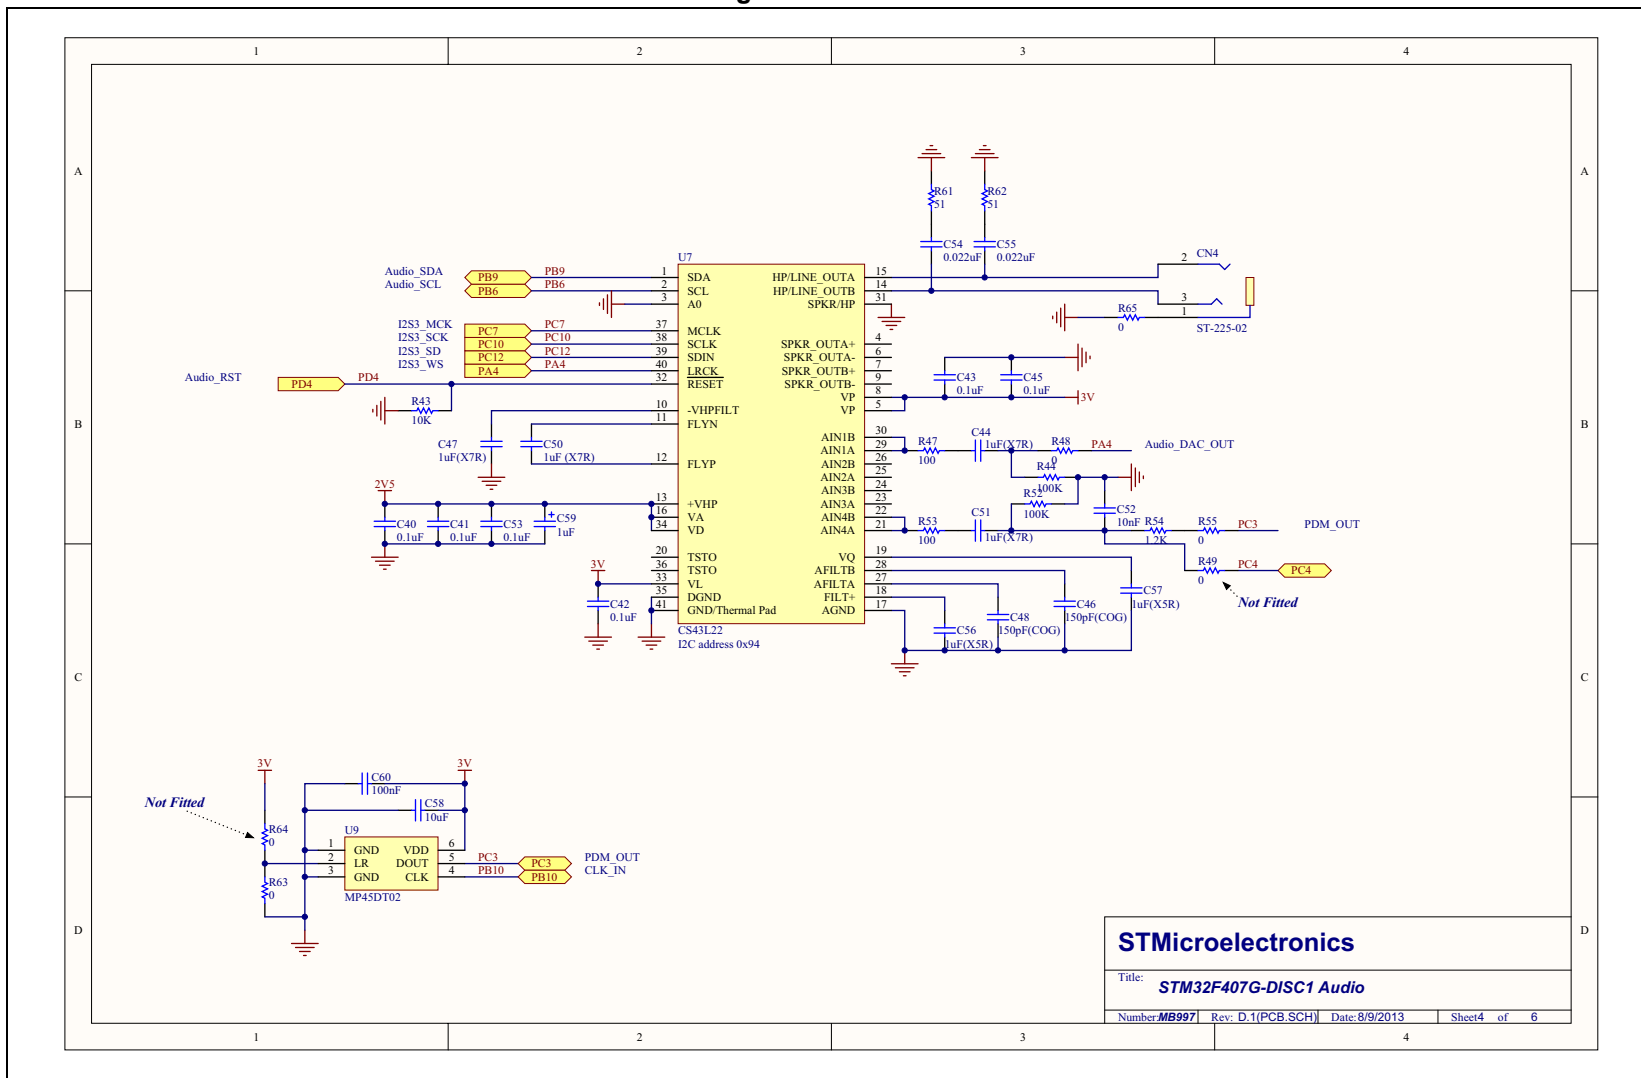 1 2 3 4
A A
R61
51
R62
51
C54
0.022uF
C55
0.022uF
U7
CN4
2
3
1
ST-225-02
R65
0
Audio_SDA PB9 PB9 1 SDA
Audio_SCL PB6 PB6 2 SCL
3 A0
I2S3_MCK PC7 PC7 37 MCLK
I2S3_SCK PC10 PC10 38 SCLK
I2S3_SD PC12 PC12 39 SDIN
I2S3_WS PA4 PA4 40 LRCK
Audio_RST PD4 PD4 32 RESET
R43
10K
10 -VHPFILT
11 FLYN
12 FLYP
C47
1uF(X7R)
C50
1uF (X7R)
2V5
13 +VHP
16 VA
34 VD
C40
0.1uF
C41
0.1uF
C53
0.1uF
+
C59
1uF
20 TSTO
36 TSTO
33 VL
35 DGND
41 GND/Thermal Pad
3V
C42
0.1uF
CS43L22
I2C address 0x94
HP/LINE_OUTA 15
HP/LINE_OUTB 14
SPKR/HP 31
SPKR_OUTA+ 4
SPKR_OUTA- 6
SPKR_OUTB+ 7
SPKR_OUTB- 9
VP 8
VP 5
AIN1B 30
AIN1A 29
AIN2B 26
AIN2A 25
AIN3B 24
AIN3A 23
AIN4B 22
AIN4A 21
VQ 19
AFILTB 28
AFILTA 27
FILT+ 18
AGND 17
C43
0.1uF
C45
0.1uF
3V
R47
100
C44
1uF(X7R)
R48
0
PA4 Audio_DAC_OUT
R44
100K
R52
100K
C52
10nF
R53
100
C51
1uF(X7R)
R54
1.2K
R55
0
PC3 PDM_OUT
R49
0
PC4 PC4
Not Fitted
C57
1uF(X5R)
C46
150pF(COG)
C48
150pF(COG)
C56
1uF(X5R)
B B
C C
3V 3V
C60
100nF
C58
10uF
Not Fitted
R64
0
R63
0
U9
1 GND VDD 6
2 LR DOUT 5 PC3 PC3 PDM_OUT
3 GND CLK 4 PB10 PB10 CLK_IN
MP45DT02
D D
STMicroelectronics
Title:
STM32F407G-DISC1 Audio
Number:MB997 Rev: D.1(PCB.SCH) Date:8/9/2013 Sheet4 of 6
1 2 3 4